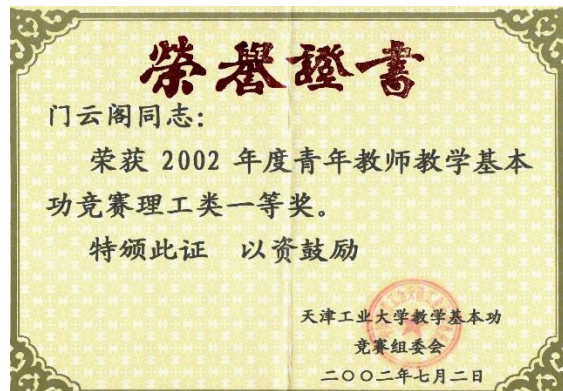 榮譽證書
门云阁同志：
荣获 2002 年度青年教师教学基本
功竞赛理工类一等奖。
特颁此证 以资鼓励
天津工业大学教学基本功
竞赛组委会
二〇〇二年七月二日